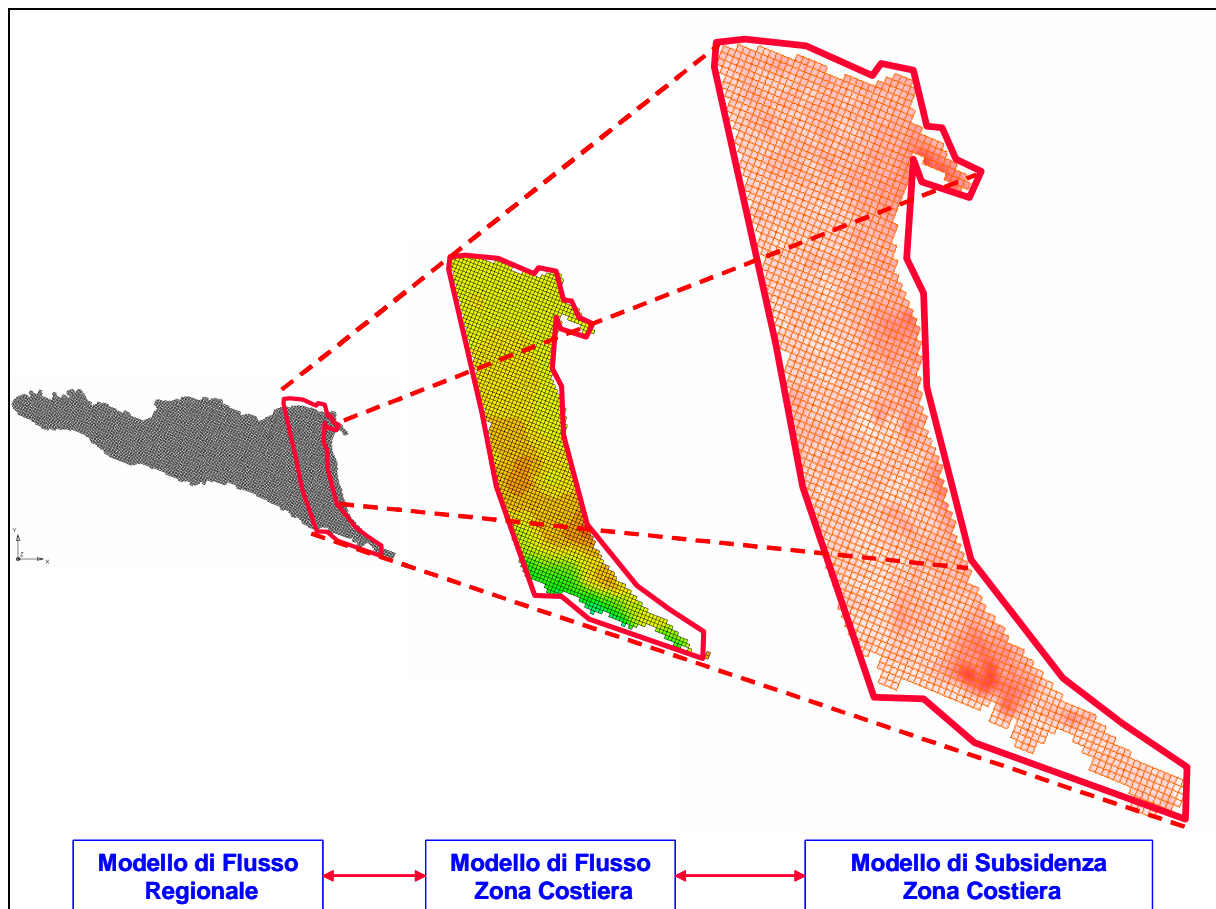 Y
Z
X
Modello di Flusso
Regionale
Modello di Flusso
Zona Costiera
Modello di Subsidenza
Zona Costiera